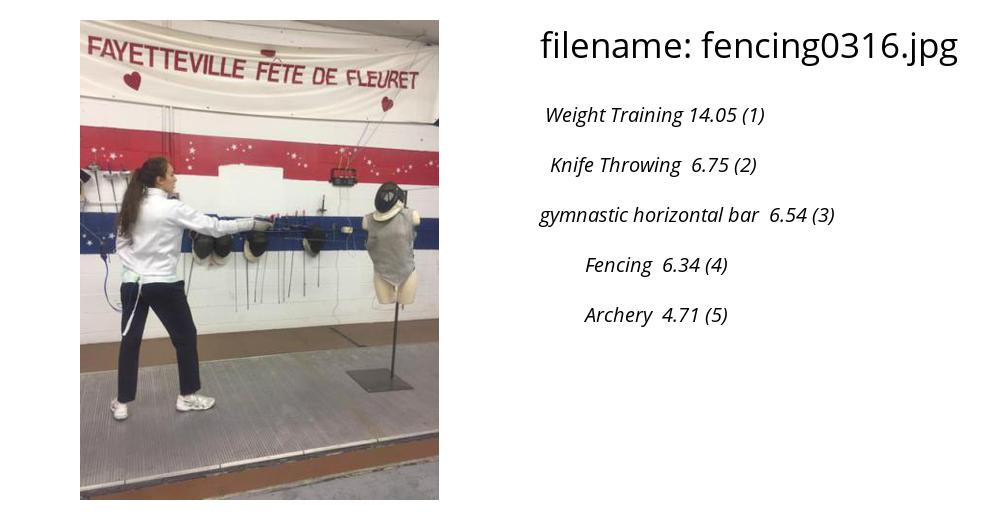 FAYETTEVILLE FÊTE DE FLEURET
filename: fencing0316.jpg
Weight Training 14.05 (1)
Knife Throwing 6.75 (2)
gymnastic horizontal bar 6.54 (3)
Fencing 6.34 (4)
Archery 4.71 (5)